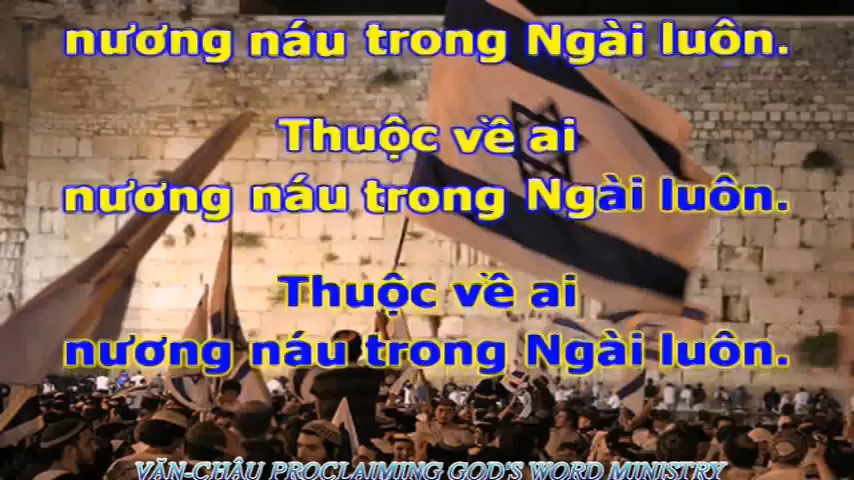 nương náu trong Ngài luôn.
Thuộc về ai
nương náu trong Ngài luôn.
Thuộc về ai
nương náu trong Ngài luôn.
VĂN-CHÂU PROCLAIMING GOD'S WORD MINISTRY